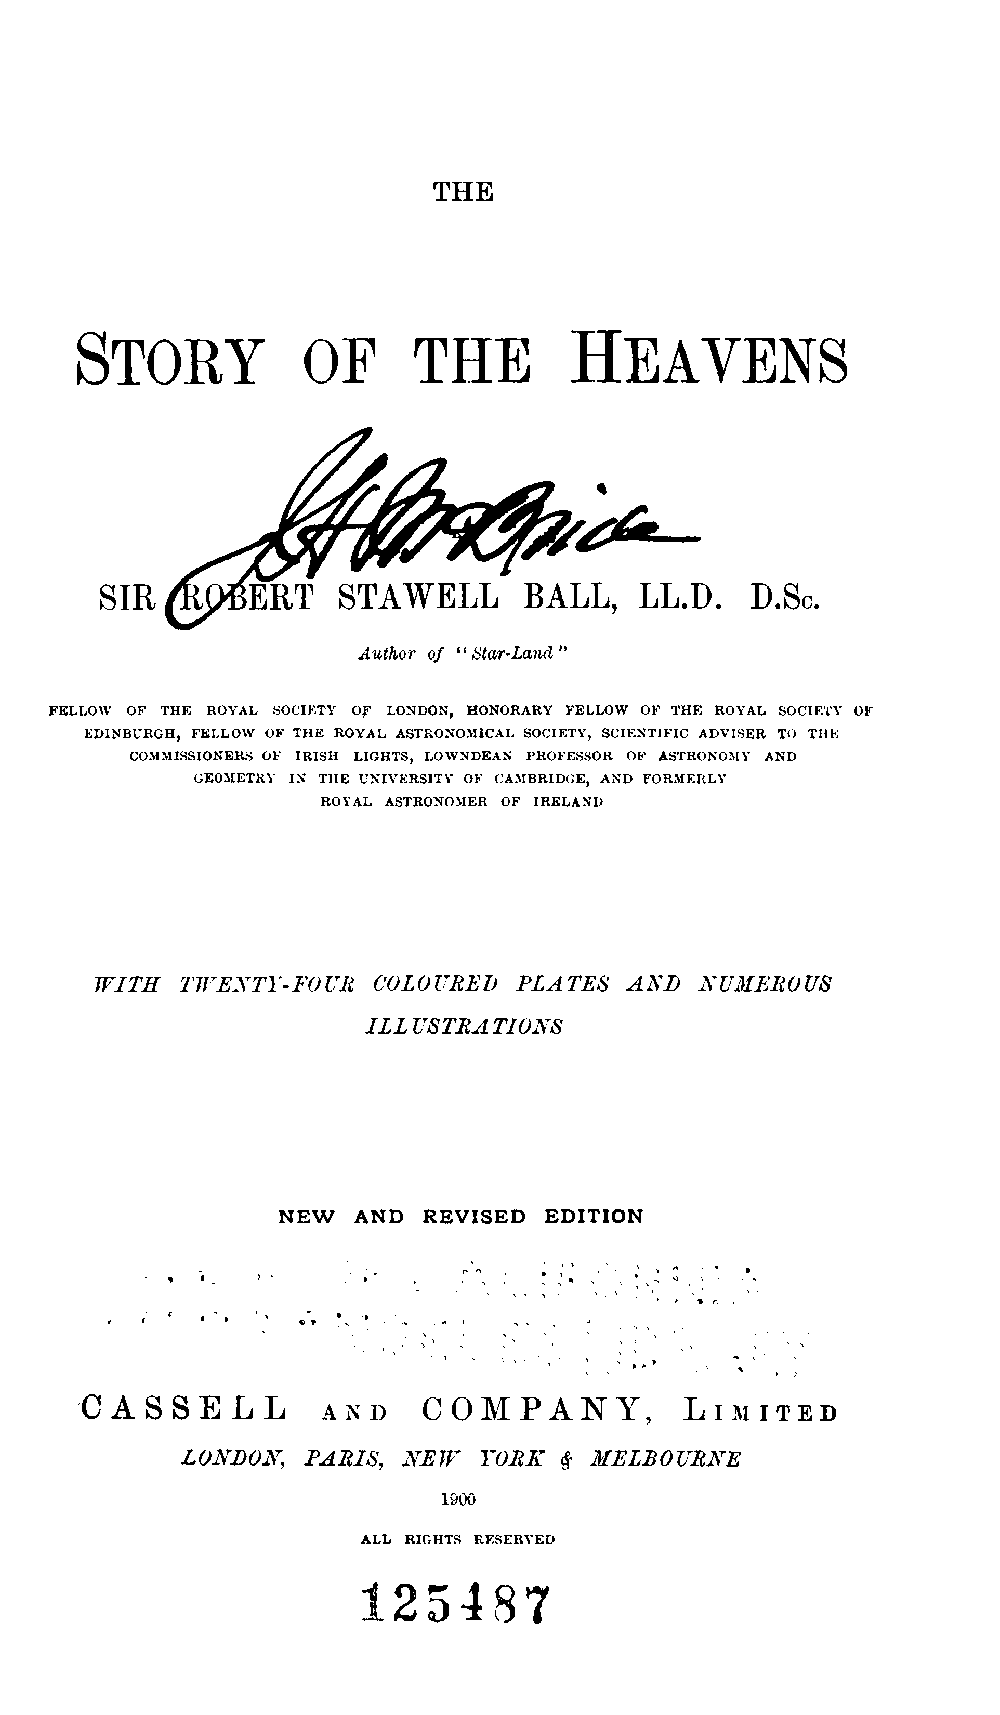 THE
STORY OF THE HEAVENS
SIR ROBERT STAWELL BALL, LL.D. D.Sc.
Author of "Star-Land"
FELLOW OF THE ROYAL SOCIETY OF LONDON, HONORARY FELLOW OF THE ROYAL SOCIETY OF
EDINBURGH, FELLOW OF THE ROYAL ASTRONOMICAL SOCIETY, SCIENTIFIC ADVISER TO THE
COMMISSIONERS OF IRISH LIGHTS, LOWNDEAN PROFESSOR OF ASTRONOMY AND
GEOMETRY IN THE UNIVERSITY OF CAMBRIDGE, AND FORMERLY
ROYAL ASTRONOMER OF IRELAND
WITH TWENTY-FOUR COLOURED PLATES AND NUMEROUS
ILLUSTRATIONS
NEW AND REVISED EDITION
CASSELL AND COMPANY, LIMITED
LONDON, PARIS, NEW YORK & MELBOURNE
1900
ALL RIGHTS RESERVED
125487